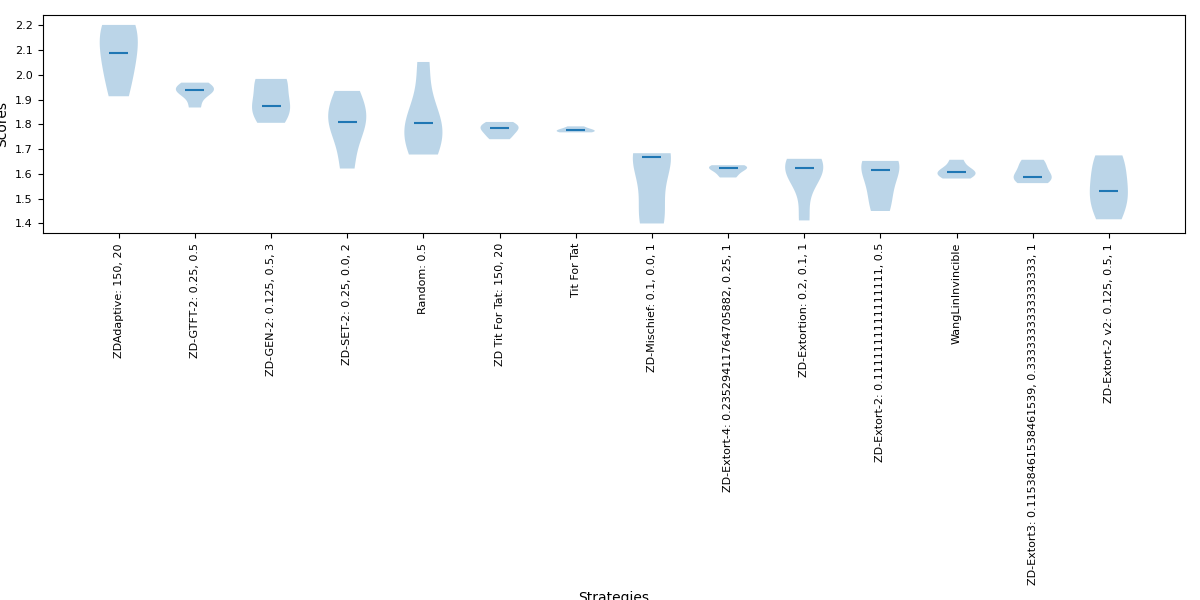 2.2
2.1
2.0
1.9
1.8
1.7
1.6
1.5
1.4
Scores
ZDAdaptive: 150, 20
ZD-GTFT-2: 0.25, 0.5
ZD-GEN-2: 0.125, 0.5, 3
ZD-SET-2: 0.25, 0.0, 2
Random: 0.5
ZD Tit For Tat: 150, 20
Tit For Tat
ZD-Mischief: 0.1, 0.0, 1
ZD-Extort-4: 0.23529411764705882, 0.25, 1
ZD-Extortion: 0.2, 0.1, 1
ZD-Extort-2: 0.1111111111111111, 0.5
WangLinInvincible
ZD-Extort3: 0.11538461538461539, 0.3333333333333333, 1
ZD-Extort-2 v2: 0.125, 0.5, 1
Strategies